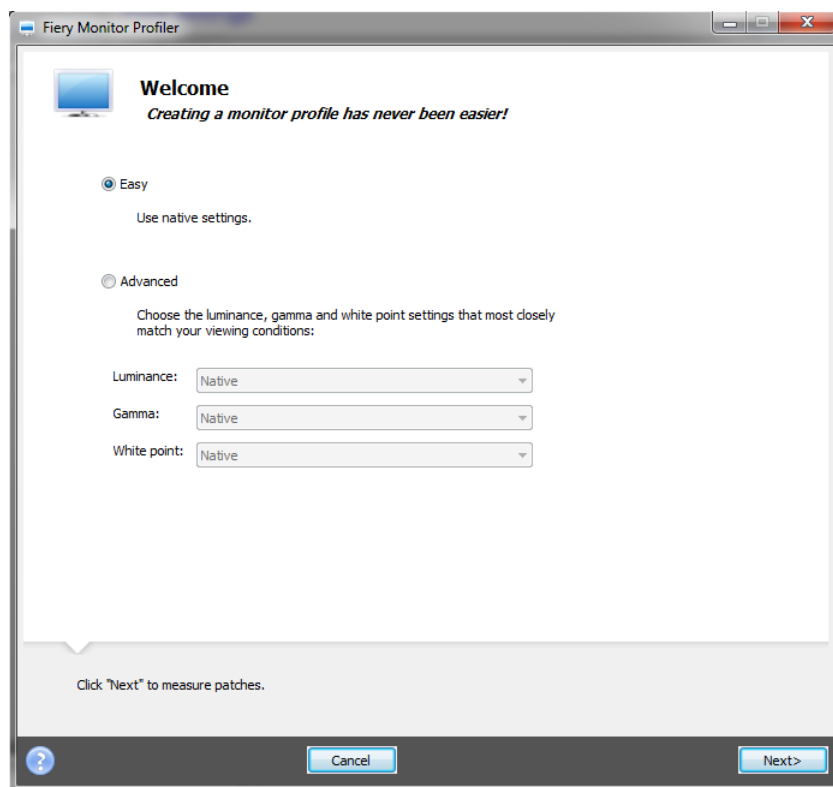 Fiery Monitor Profiler
Welcome
Creating a monitor profile has never been easier!
Easy
Use native settings.
Advanced
Choose the luminance, gamma and white point settings that most closely
match your viewing conditions:
Luminance: Native
Gamma: Native
White point: Native
Click "Next" to measure patches.
?
Cancel
Next>